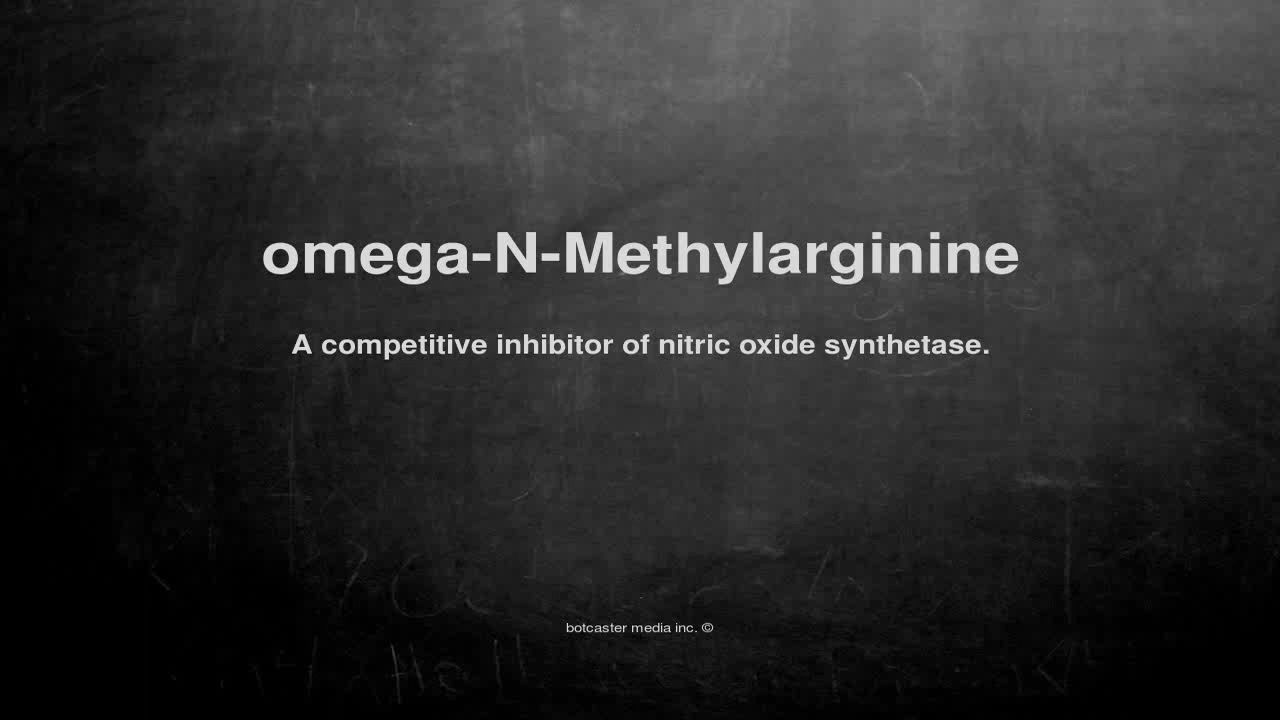 omega-N-Methylarginine
A competitive inhibitor of nitric oxide synthetase.
botcaster media inc. ©